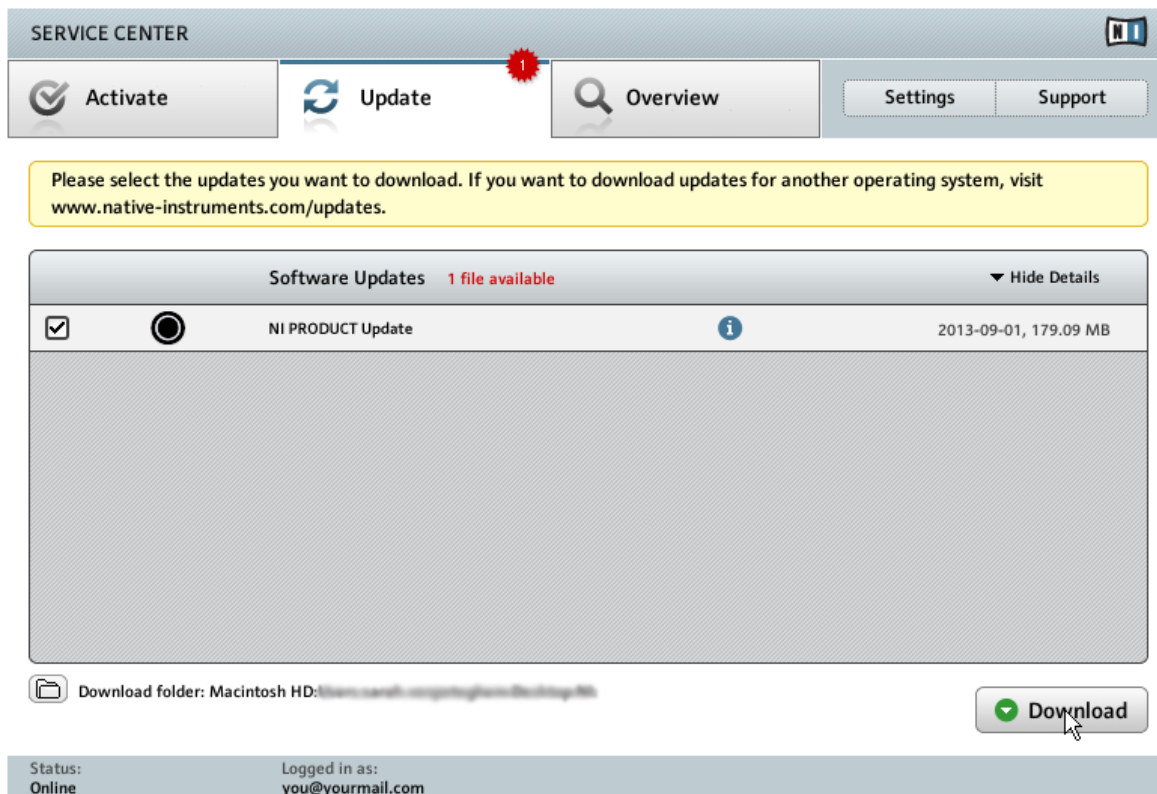 SERVICE CENTER
NI
Activate
Update
1
Overview
Settings
Support
Please select the updates you want to download. If you want to download updates for another operating system, visit
www.native-instruments.com/updates.
Software Updates 1 file available Hide Details
NI PRODUCT Update i 2013-09-01, 179.09 MB
Download folder: Macintosh HD:
Download
Status: Logged in as:
Online you@yourmail.com